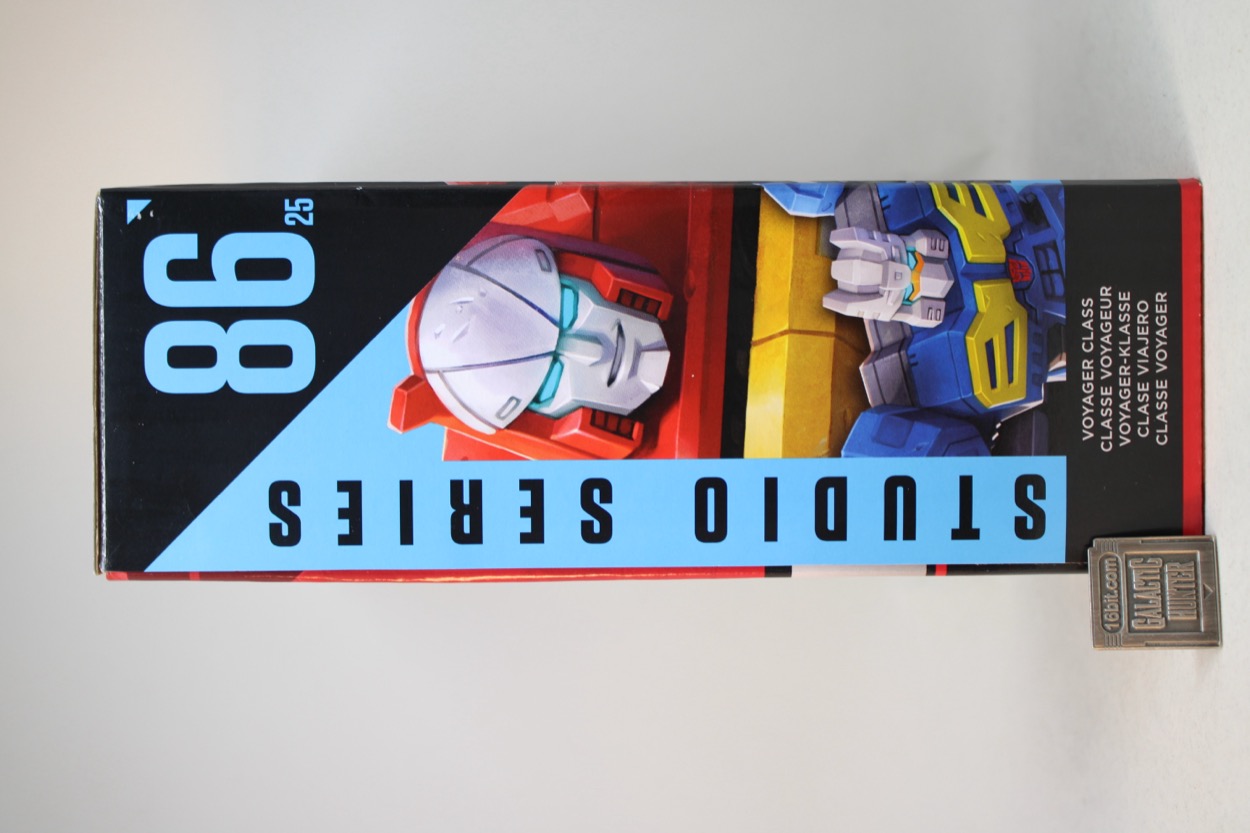 86
25
STUDIO SERIES
VOYAGER CLASS
CLASSE VOYAGEUR
VOYAGER-KLASSE
CLASE VIAJERO
CLASSE VOYAGER
16bit.com
GALACTIC
HUNTER